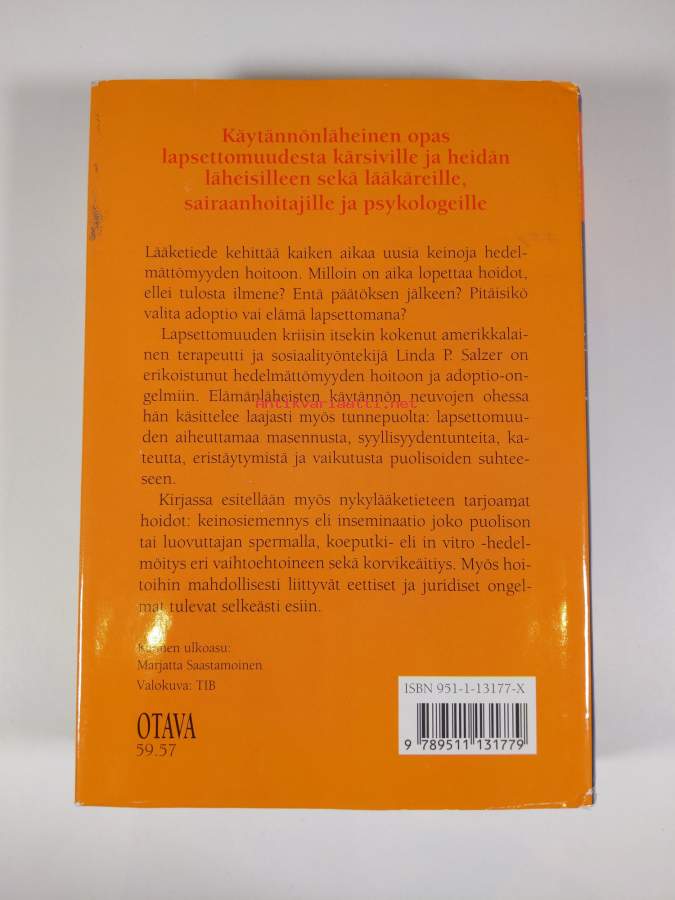 Käytännönläheinen opas
lapsettomuudesta kärsiville ja heidän
läheisilleen sekä lääkäreille,
sairaanhoitajille ja psykologeille
Lääketiede kehittää kaiken aikaa uusia keinoja hedel-
mättömyyden hoitoon. Milloin on aika lopettaa hoidot,
ellei tulosta ilmene? Entä päätöksen jälkeen? Pitäisikö
valita adoptio vai elämä lapsettomana?
Lapsettomuuden kriisin itsekin kokenut amerikkalai-
nen terapeutti ja sosiaalityöntekijä Linda P. Salzer on
erikoistunut hedelmättömyyden hoitoon ja adoptio-on-
gelmiin. Elämänläheisten käytännön neuvojen ohessa
Antikvariaatti.net
hän käsittelee laajasti myös tunnepuolta: lapsettomuu-
den aiheuttamaa masennusta, syyllisyydentunteita, ka-
teutta, eristäytymistä ja vaikutusta puolisoiden suhtee-
seen.
Kirjassa esitellään myös nykylääketieteen tarjoamat
hoidot: keinosiemennys eli inseminaatio joko puolison
tai luovuttajan spermalla, koeputki- eli in vitro -hedel-
möitys eri vaihtoehtoineen sekä korvikeäitiys. Myös hoi-
toihin mahdollisesti liittyvät eettiset ja juridiset ongel-
mat tulevat selkeästi esiin.
Kannen ulkoasu:
Marjatta Saastamoinen
Valokuva: TIB
OTAVA
59.57
ISBN 951-1-13177-X
9 789511 131779